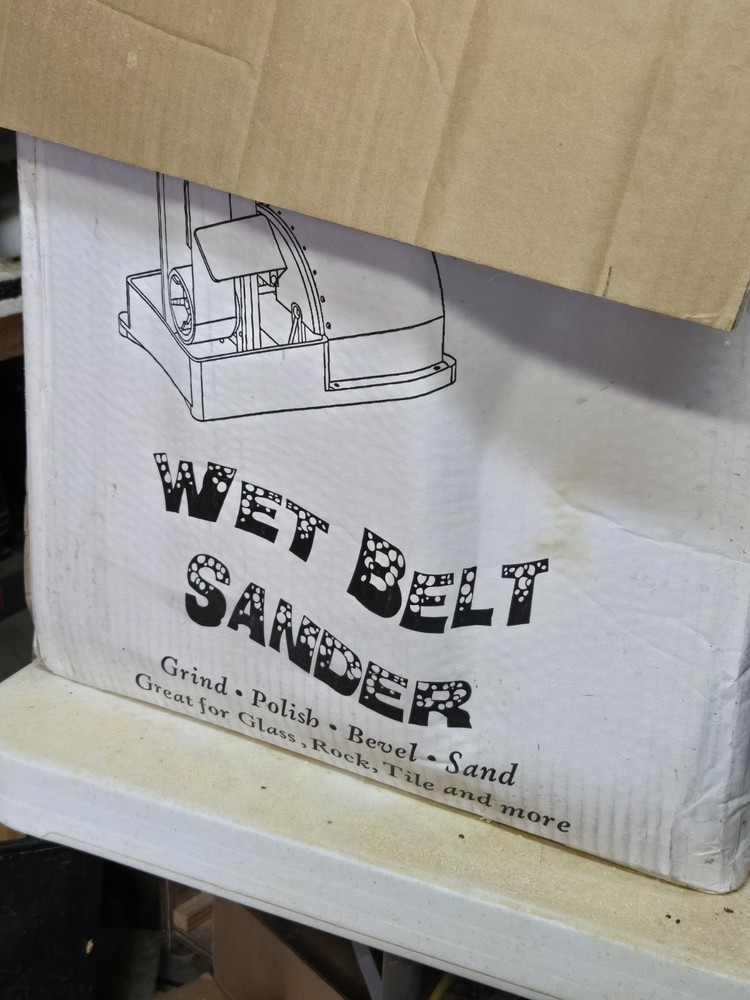 WET BELT
SANDER
Grind • Polish • Bevel • Sand
Great for Glass, Rock, Tile and more